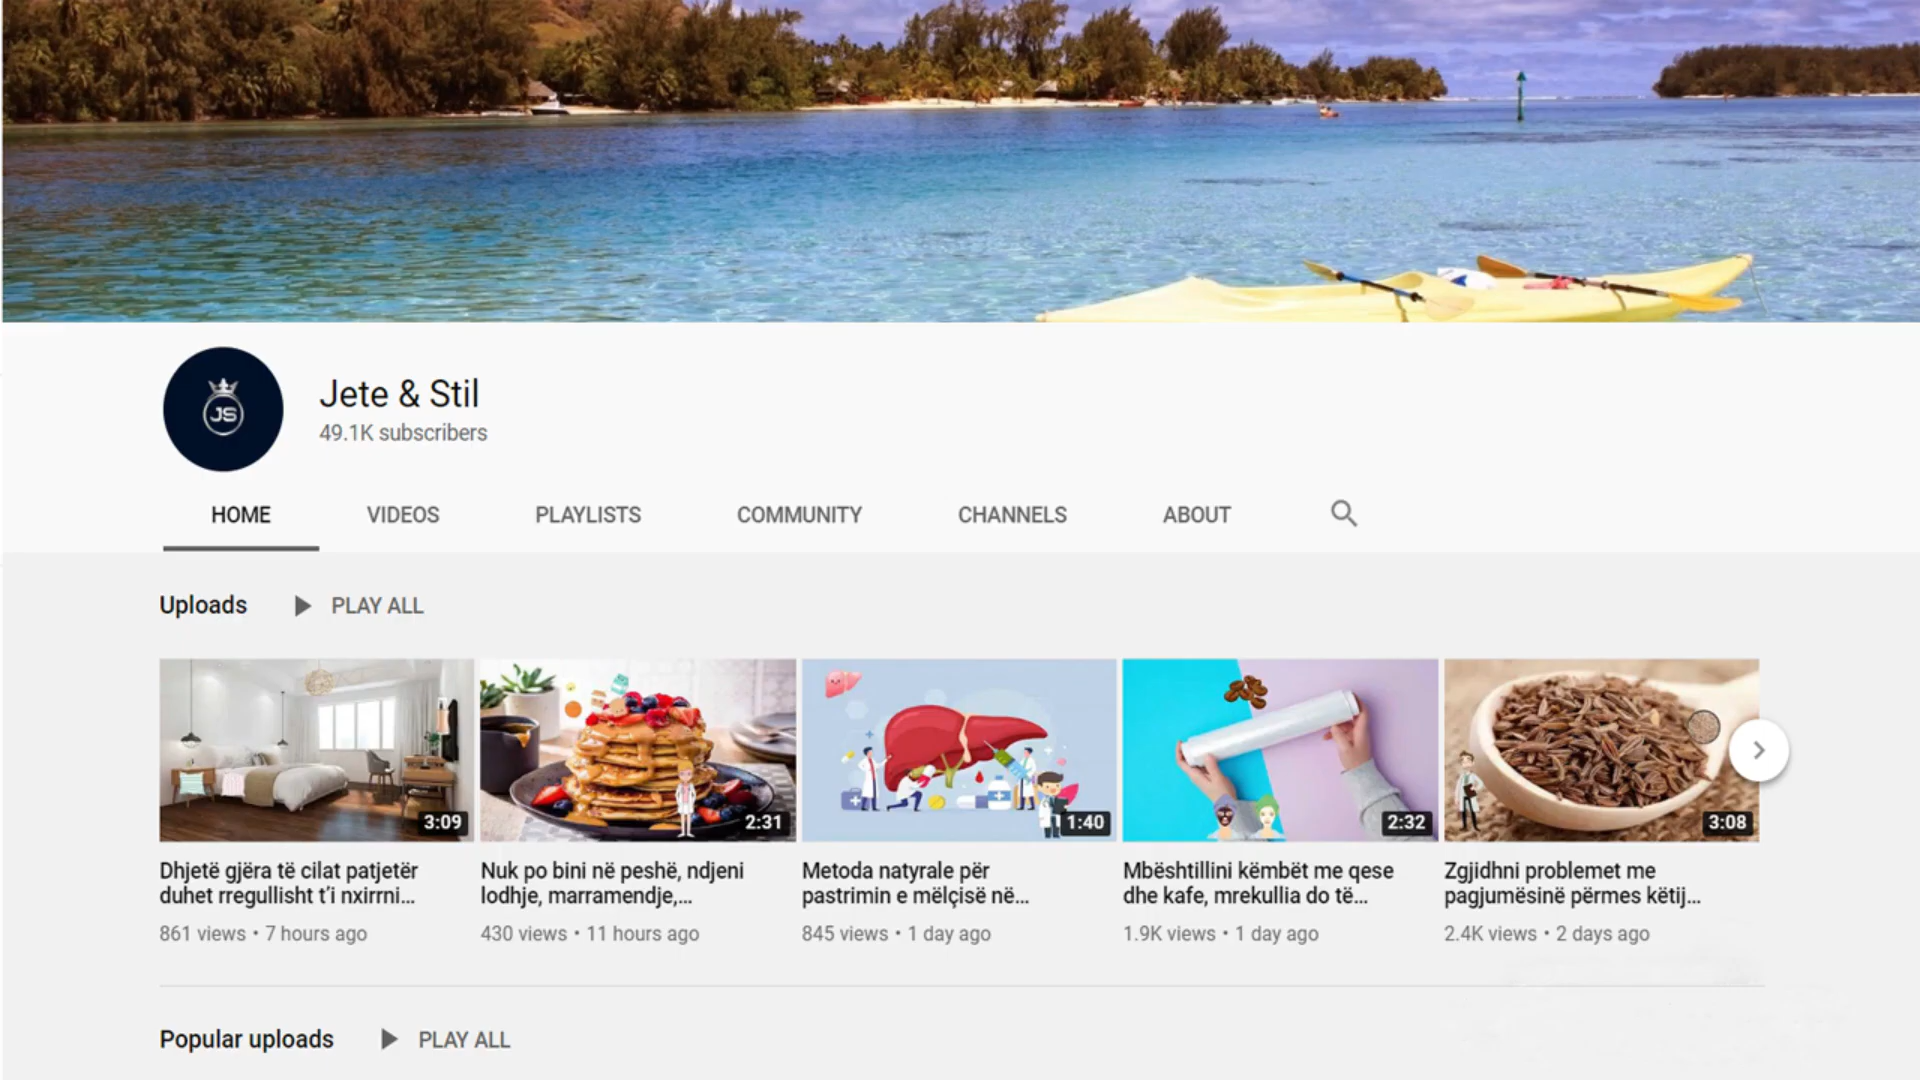 JS
Jete & Stil
49.1K subscribers
HOME VIDEOS PLAYLISTS COMMUNITY CHANNELS ABOUT
Uploads PLAY ALL
3:09 2:31 1:40 2:32 3:08
Dhjetë gjëra të cilat patjetër
duhet rregullisht t'i nxirrni...
861 views • 7 hours ago
Nuk po bini në peshë, ndjeni
lodhje, marramendje,...
430 views • 11 hours ago
Metoda natyrale për
pastrimin e mëlçisë në...
845 views • 1 day ago
Mbështillini këmbët me qese
dhe kafe, mrekullia do të...
1.9K views • 1 day ago
Zgjidhni problemet me
pagjumësinë përmes këtij...
2.4K views • 2 days ago
Popular uploads PLAY ALL